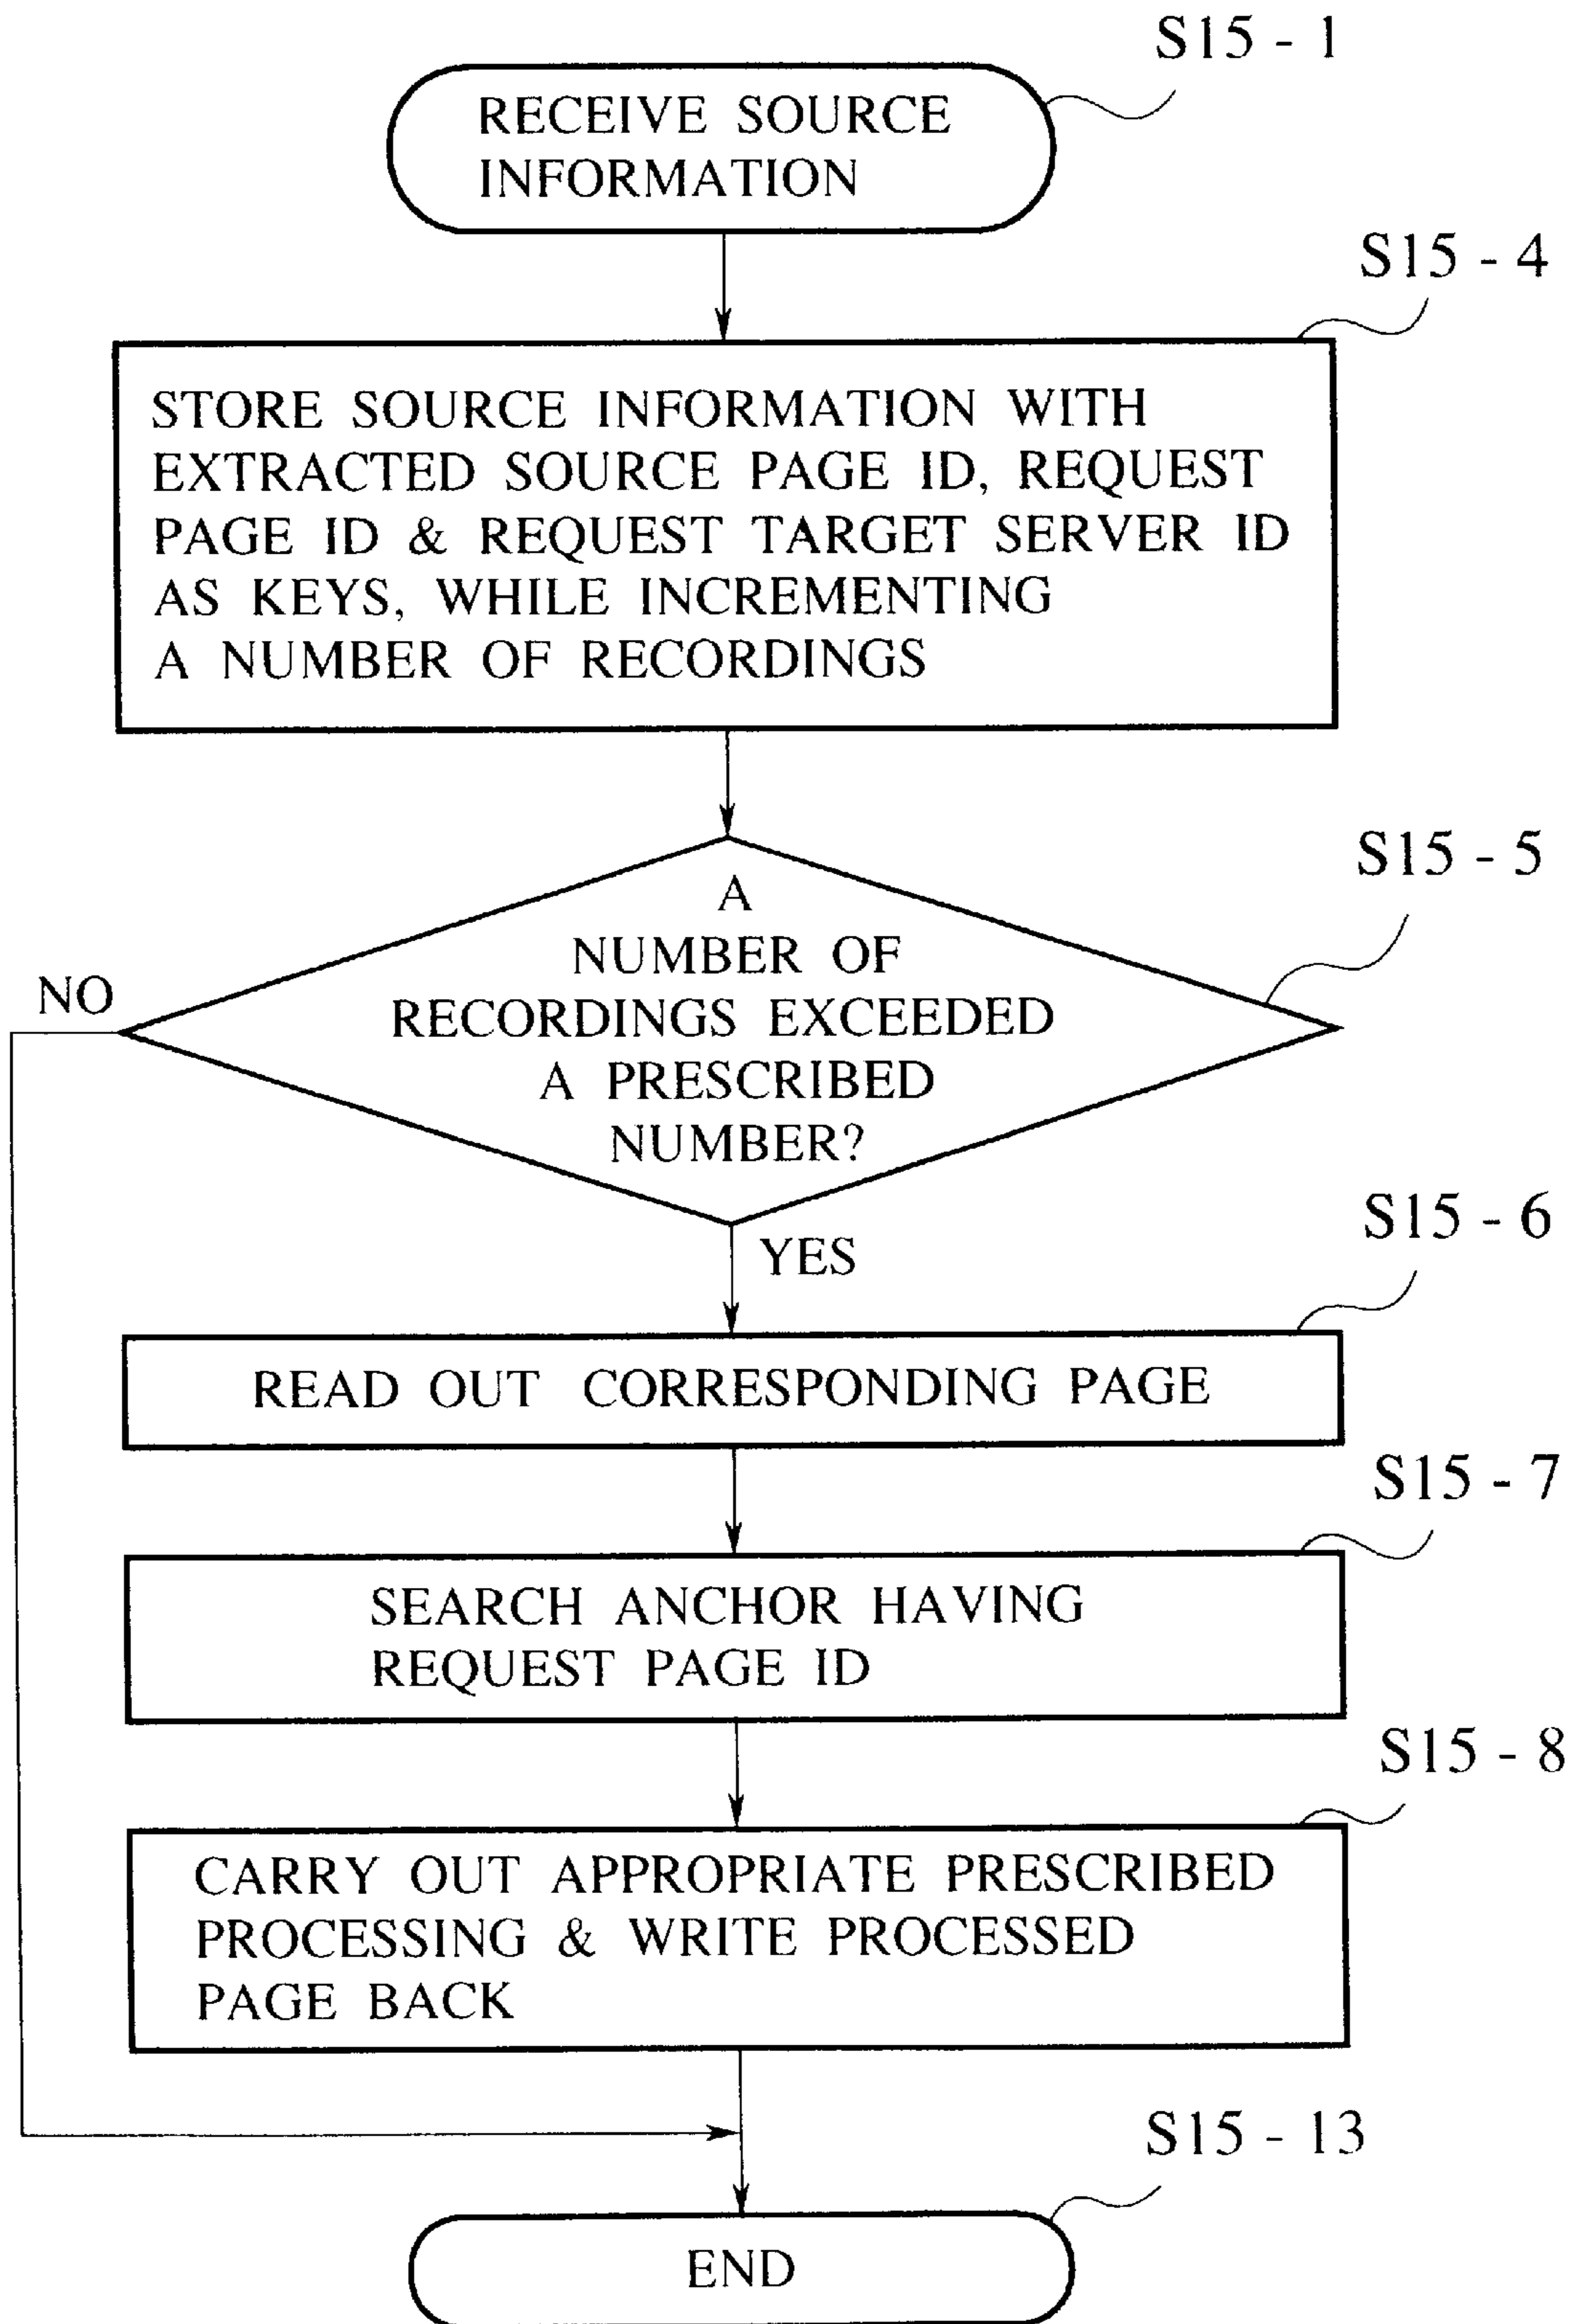 S15 - 1
RECEIVE SOURCE
INFORMATION
S15 - 4
STORE SOURCE INFORMATION WITH
EXTRACTED SOURCE PAGE ID, REQUEST
PAGE ID & REQUEST TARGET SERVER ID
AS KEYS, WHILE INCREMENTING
A NUMBER OF RECORDINGS
S15 - 5
A
NUMBER OF
RECORDINGS EXCEEDED
A PRESCRIBED
NUMBER?
NO
YES
S15 - 6
READ OUT CORRESPONDING PAGE
S15 - 7
SEARCH ANCHOR HAVING
REQUEST PAGE ID
S15 - 8
CARRY OUT APPROPRIATE PRESCRIBED
PROCESSING & WRITE PROCESSED
PAGE BACK
S15 - 13
END